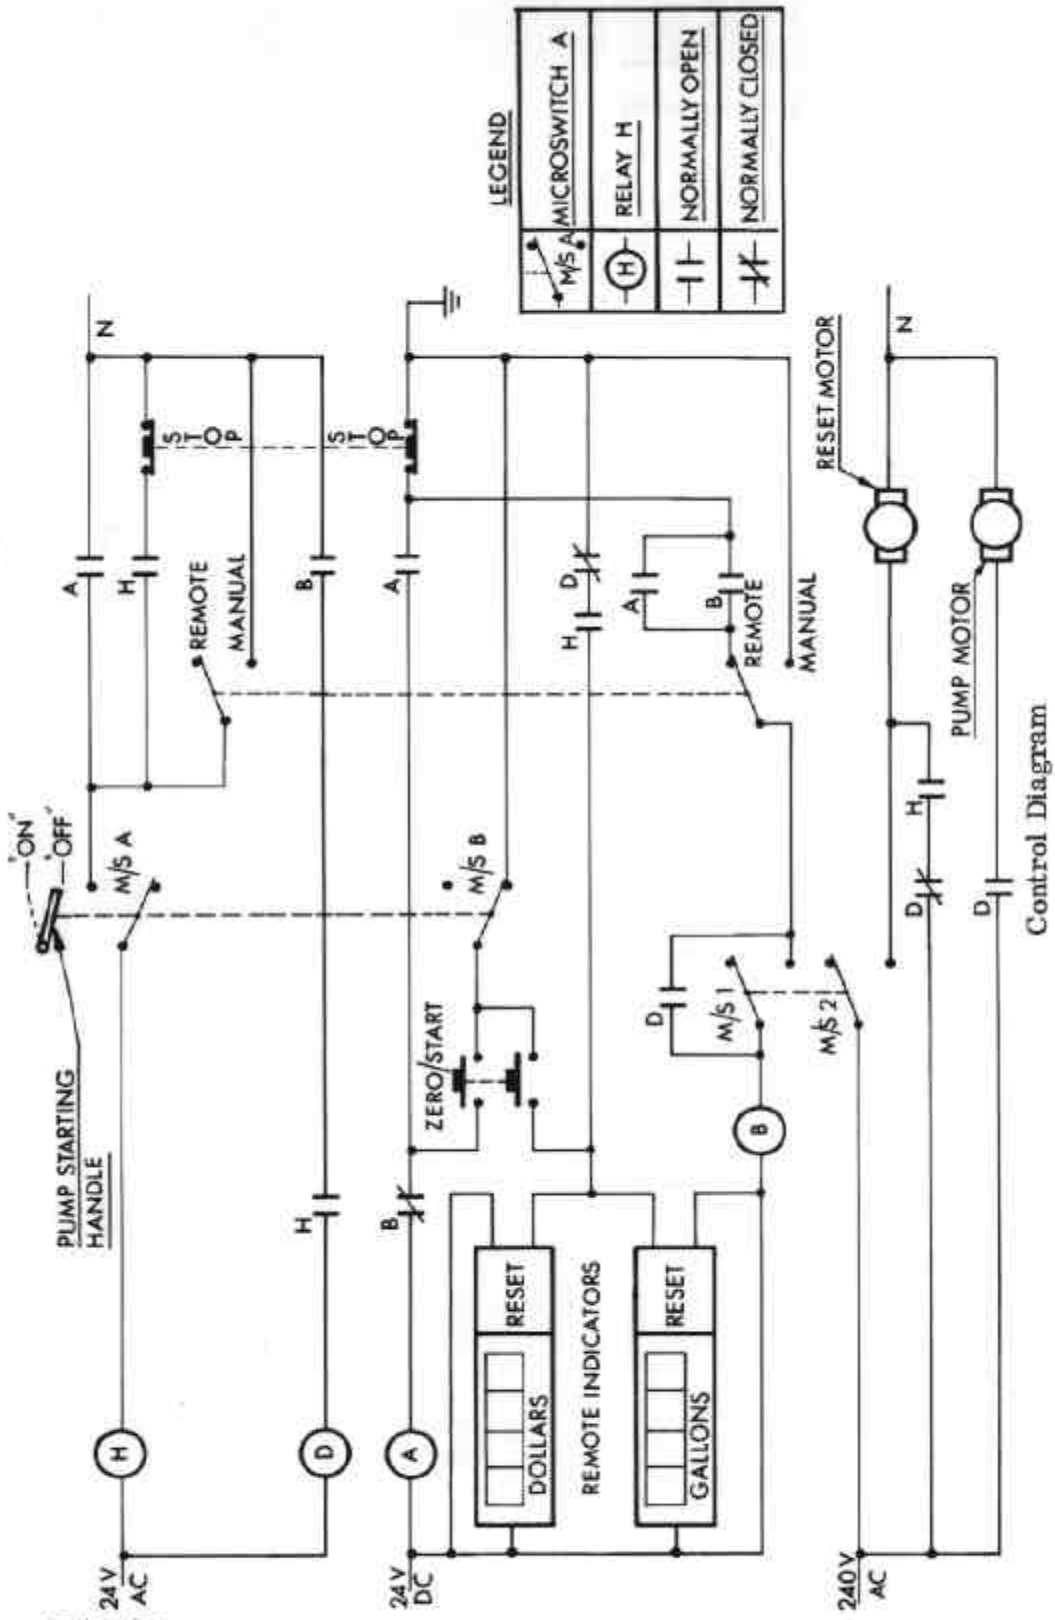 "ON"
"OFF"
PUMP STARTING
HANDLE
M/S A
A
H
STOP
N
REMOTE
MANUAL
24V
AC
H
D
H
B
STOP
24V
DC
A
B
A
ZERO/START
M/S B
RESET
DOLLARS
REMOTE INDICATORS
RESET
GALLONS
H
D
A
B
REMOTE
MANUAL
B
D
M/S 1
M/S 2
240V
AC
D
H
D
RESET MOTOR
N
PUMP MOTOR
LEGEND
M/S A
MICROSWITCH A
H
RELAY H
NORMALLY OPEN
NORMALLY CLOSED
Control Diagram